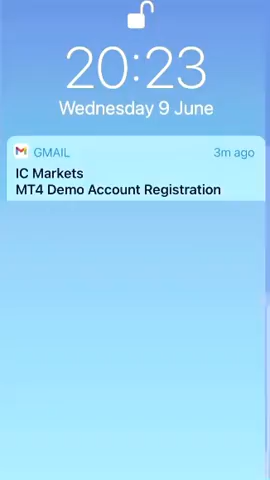 20:23
Wednesday 9 June
GMAIL 3m ago
IC Markets
MT4 Demo Account Registration